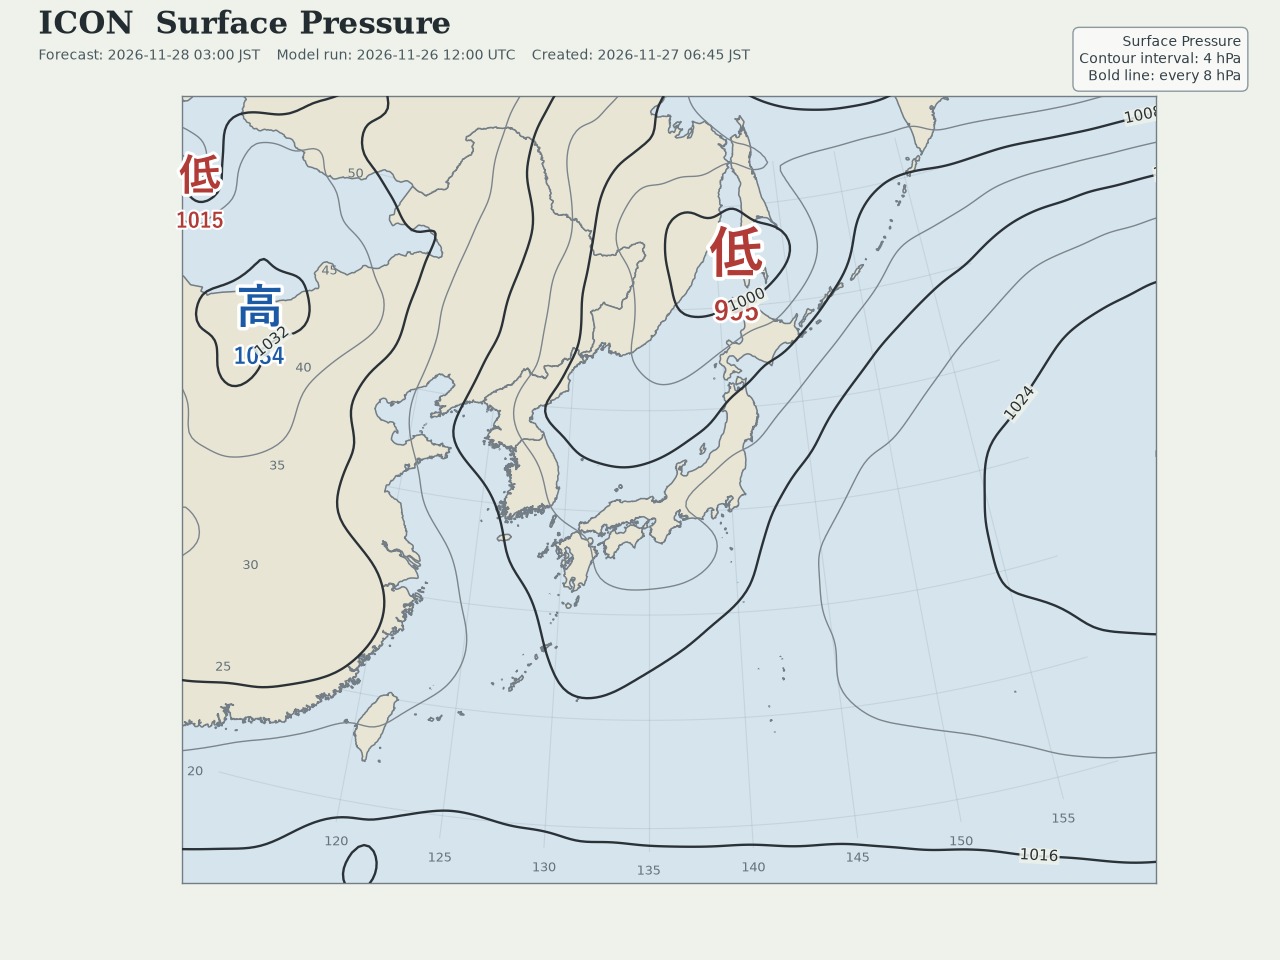 ICON  Surface Pressure
Forecast: 2026-11-28 03:00 JST    Model run: 2026-11-26 12:00 UTC    Created: 2026-11-27 06:45 JST
Surface Pressure
Contour interval: 4 hPa
Bold line: every 8 hPa
1008
低
1015
50
低
995
1000
45
高
1034
1032
40
1024
35
30
25
20
155
120
125
130
135
140
145
150
1016